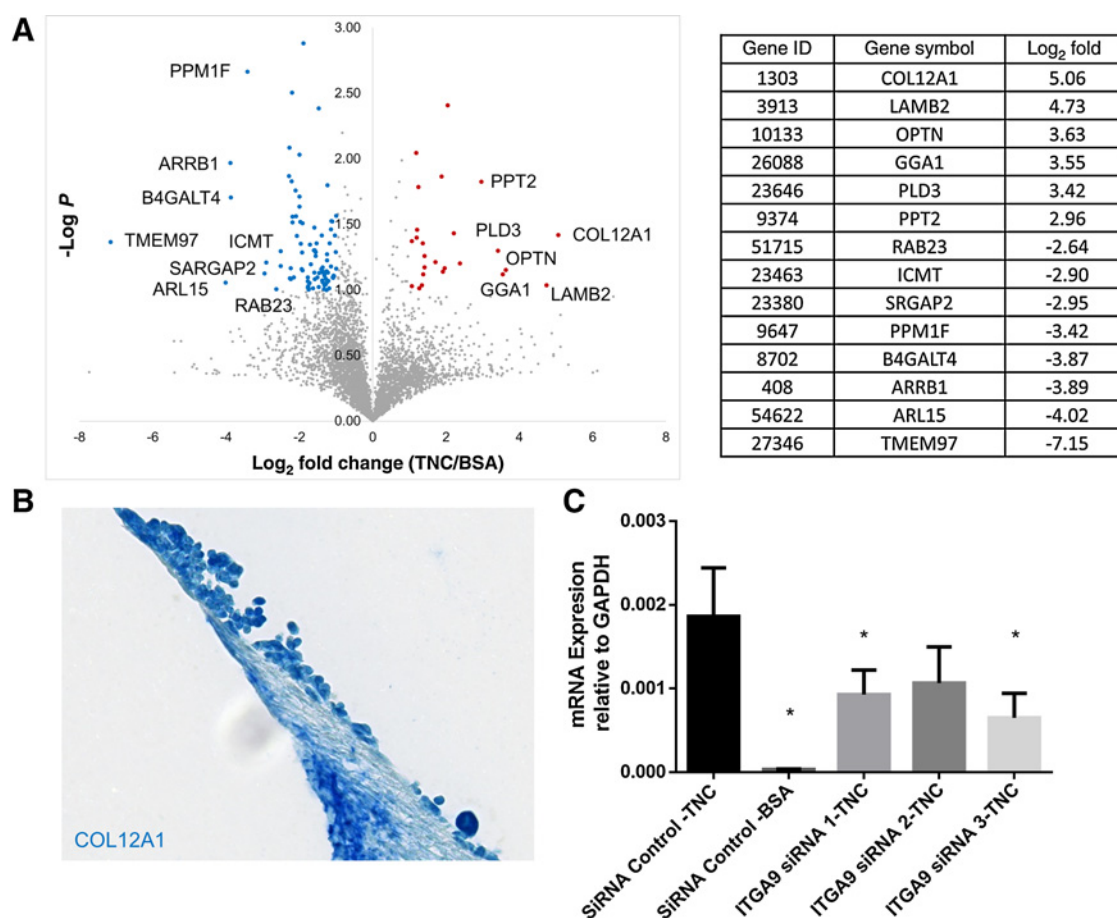 A
3.00
2.50
2.00
1.50
1.00
0.50
0.00
-Log P
PPM1F
ARRB1
B4GALT4
TMEM97
ICMT
SARGAP2
ARL15
RAB23
PPT2
PLD3
COL12A1
OPTN
GGA1
LAMB2
-8 -6 -4 -2 0 2 4 6 8
Log2 fold change (TNC/BSA)
Gene ID Gene symbol Log2 fold
1303 COL12A1 5.06
3913 LAMB2 4.73
10133 OPTN 3.63
26088 GGA1 3.55
23646 PLD3 3.42
9374 PPT2 2.96
51715 RAB23 -2.64
23463 ICMT -2.90
23380 SRGAP2 -2.95
9647 PPM1F -3.42
8702 B4GALT4 -3.87
408 ARRB1 -3.89
54622 ARL15 -4.02
27346 TMEM97 -7.15
B
COL12A1
C
mRNA Expresion
relative to GAPDH
0.003
0.002
0.001
0.000
*
*
*
SiRNA Control -TNC
SiRNA Control -BSA
ITGA9 siRNA 1-TNC
ITGA9 siRNA 2-TNC
ITGA9 siRNA 3-TNC